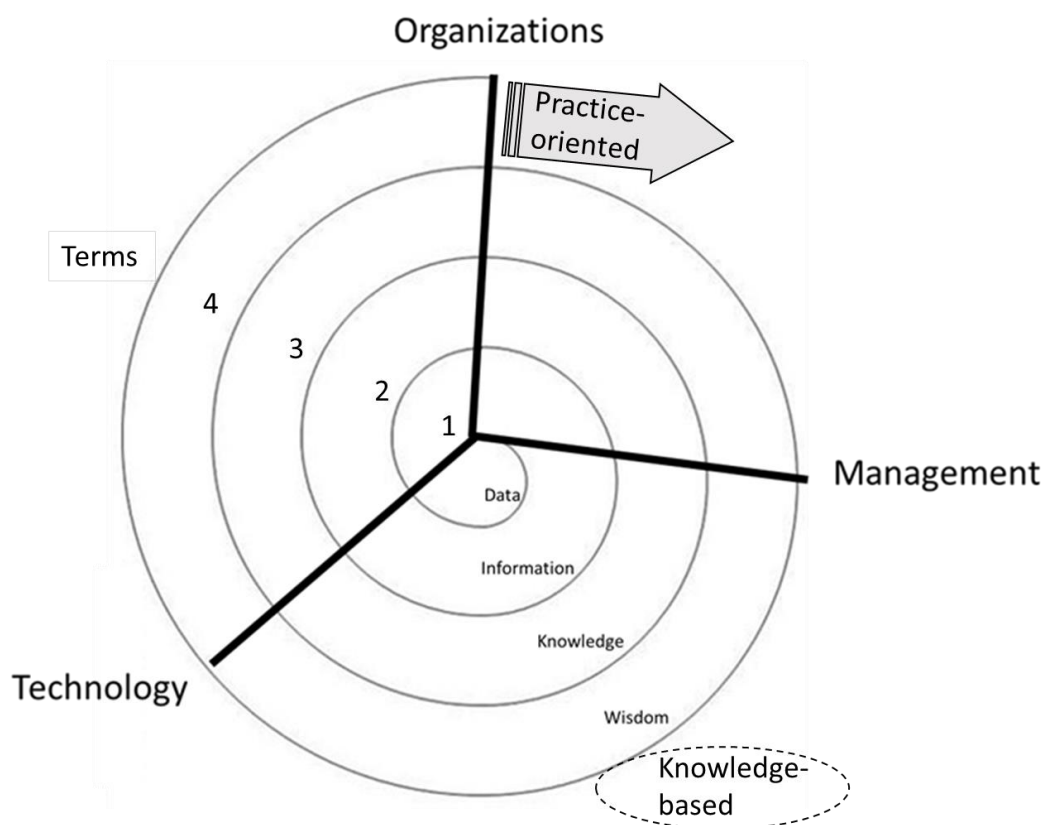 Organizations
Practice-
oriented
Terms
4
3
2
1
Management
Data
Information
Knowledge
Technology
Wisdom
Knowledge-
based